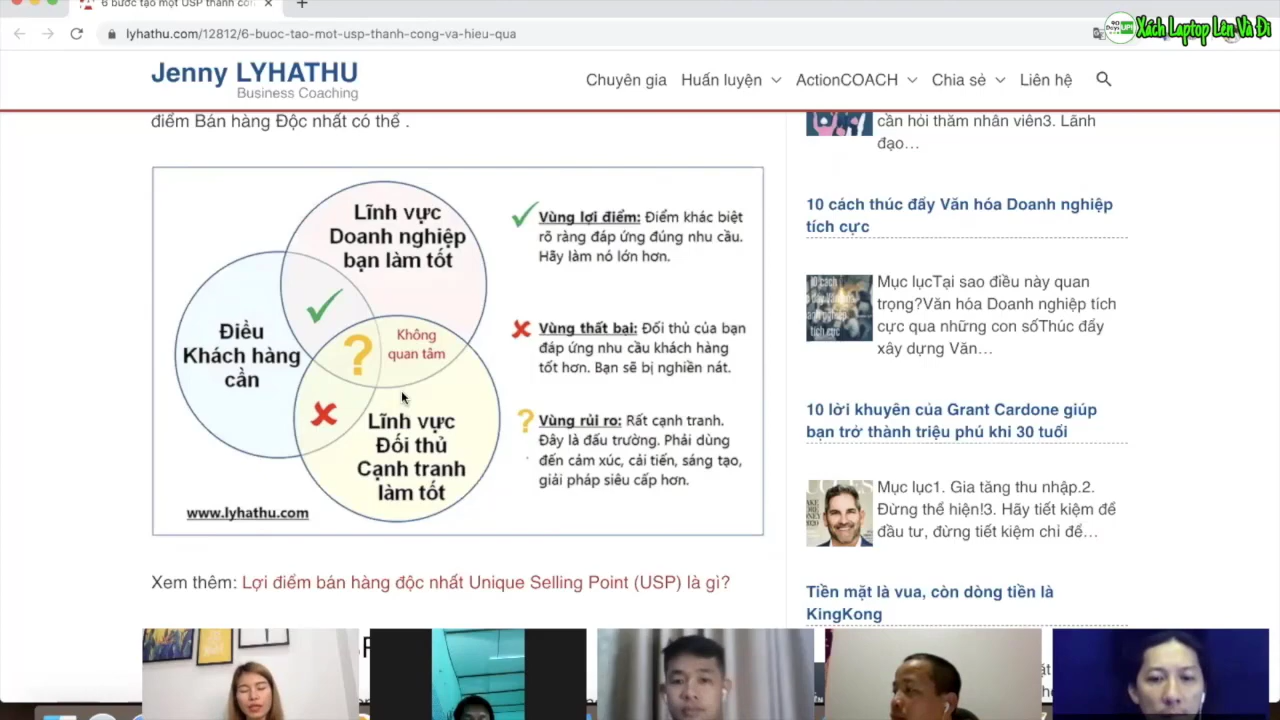 6 bước tạo một USP thành côn
lyhathu.com/12812/6-buoc-tao-mot-usp-thanh-cong-va-hieu-qua
Xách Laptop Lên Và Đi
Jenny LYHATHU
Business Coaching
Chuyên gia Huấn luyện ActionCOACH Chia sẻ Liên hệ
điểm Bán hàng Độc nhất có thể .
Lĩnh vực
Doanh nghiệp
bạn làm tốt
Điều
Khách hàng
cần
?
Không
quan tâm
Lĩnh vực
Đối thủ
Cạnh tranh
làm tốt
www.lyhathu.com
Vùng lợi điểm: Điểm khác biệt
rõ ràng đáp ứng đúng nhu cầu.
Hãy làm nó lớn hơn.
Vùng thất bại: Đối thủ của bạn
đáp ứng nhu cầu khách hàng
tốt hơn. Bạn sẽ bị nghiền nát.
? Vùng rủi ro: Rất cạnh tranh.
Đây là đấu trường. Phải dùng
đến cảm xúc, cải tiến, sáng tạo,
giải pháp siêu cấp hơn.
Xem thêm: Lợi điểm bán hàng độc nhất Unique Selling Point (USP) là gì?
cần hỏi thăm nhân viên3. Lãnh
đạo…
10 cách thúc đẩy Văn hóa Doanh nghiệp
tích cực
Mục lụcTại sao điều này quan
trọng?Văn hóa Doanh nghiệp tích
cực qua những con sốThúc đẩy
xây dựng Văn…
10 lời khuyên của Grant Cardone giúp
bạn trở thành triệu phú khi 30 tuổi
Mục lục1. Gia tăng thu nhập.2.
Đừng thể hiện!3. Hãy tiết kiệm để
đầu tư, đừng tiết kiệm chỉ để…
Tiền mặt là vua, còn dòng tiền là
KingKong